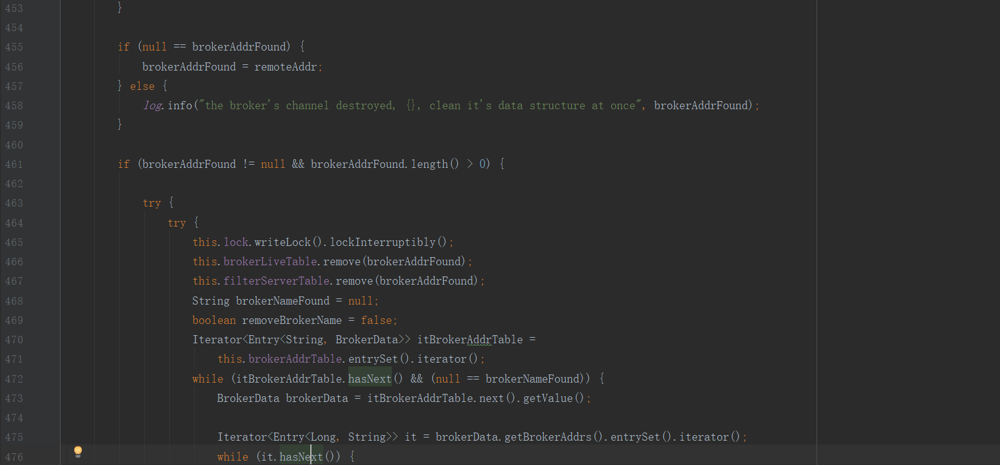 453 }
454
455 if (null == brokerAddrFound) {
456 brokerAddrFound = remoteAddr;
457 } else {
458 log.info("the broker's channel destroyed, {}, clean it's data structure at once", brokerAddrFound);
459 }
460
461 if (brokerAddrFound != null && brokerAddrFound.length() > 0) {
462
463 try {
464 try {
465 this.lock.writeLock().lockInterruptibly();
466 this.brokerLiveTable.remove(brokerAddrFound);
467 this.filterServerTable.remove(brokerAddrFound);
468 String brokerNameFound = null;
469 boolean removeBrokerName = false;
470 Iterator<Entry<String, BrokerData>> itBrokerAddrTable =
471 this.brokerAddrTable.entrySet().iterator();
472 while (itBrokerAddrTable.hasNext() && (null == brokerNameFound)) {
473 BrokerData brokerData = itBrokerAddrTable.next().getValue();
474
475 Iterator<Entry<Long, String>> it = brokerData.getBrokerAddrs().entrySet().iterator();
476 while (it.hasNext()) {